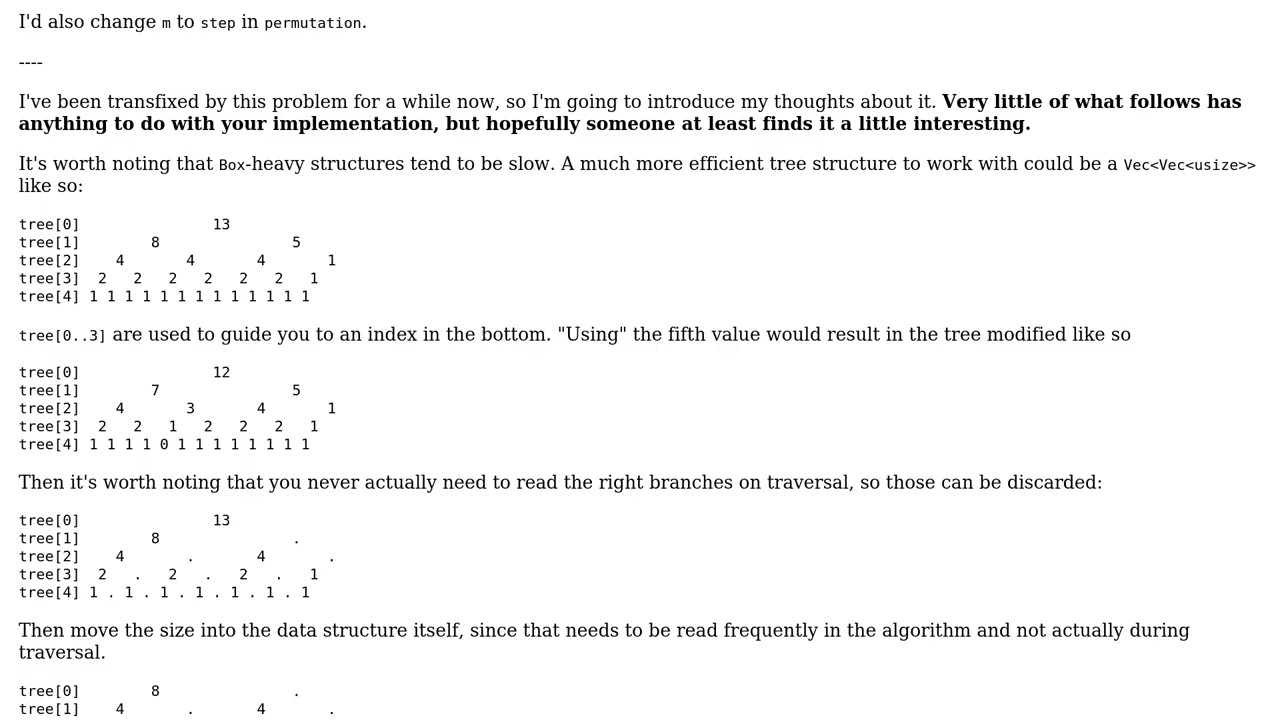 I'd also change m to step in permutation.
----
I've been transfixed by this problem for a while now, so I'm going to introduce my thoughts about it. Very little of what follows has
anything to do with your implementation, but hopefully someone at least finds it a little interesting.
It's worth noting that Box-heavy structures tend to be slow. A much more efficient tree structure to work with could be a Vec<Vec<usize>>
like so:
tree[0]               13
tree[1]        8               5
tree[2]    4       4       4       1
tree[3]  2   2   2   2   2   2   1
tree[4] 1 1 1 1 1 1 1 1 1 1 1 1 1
tree[0..3] are used to guide you to an index in the bottom. "Using" the fifth value would result in the tree modified like so
tree[0]               12
tree[1]        7               5
tree[2]    4       3       4       1
tree[3]  2   2   1   2   2   2   1
tree[4] 1 1 1 1 0 1 1 1 1 1 1 1 1
Then it's worth noting that you never actually need to read the right branches on traversal, so those can be discarded:
tree[0]               13
tree[1]        8               .
tree[2]    4       .       4       .
tree[3]  2   .   2   .   2   .   1
tree[4] 1 . 1 . 1 . 1 . 1 . 1 . 1
Then move the size into the data structure itself, since that needs to be read frequently in the algorithm and not actually during
traversal.
tree[0]        8               .
tree[1]    4       .       4       .